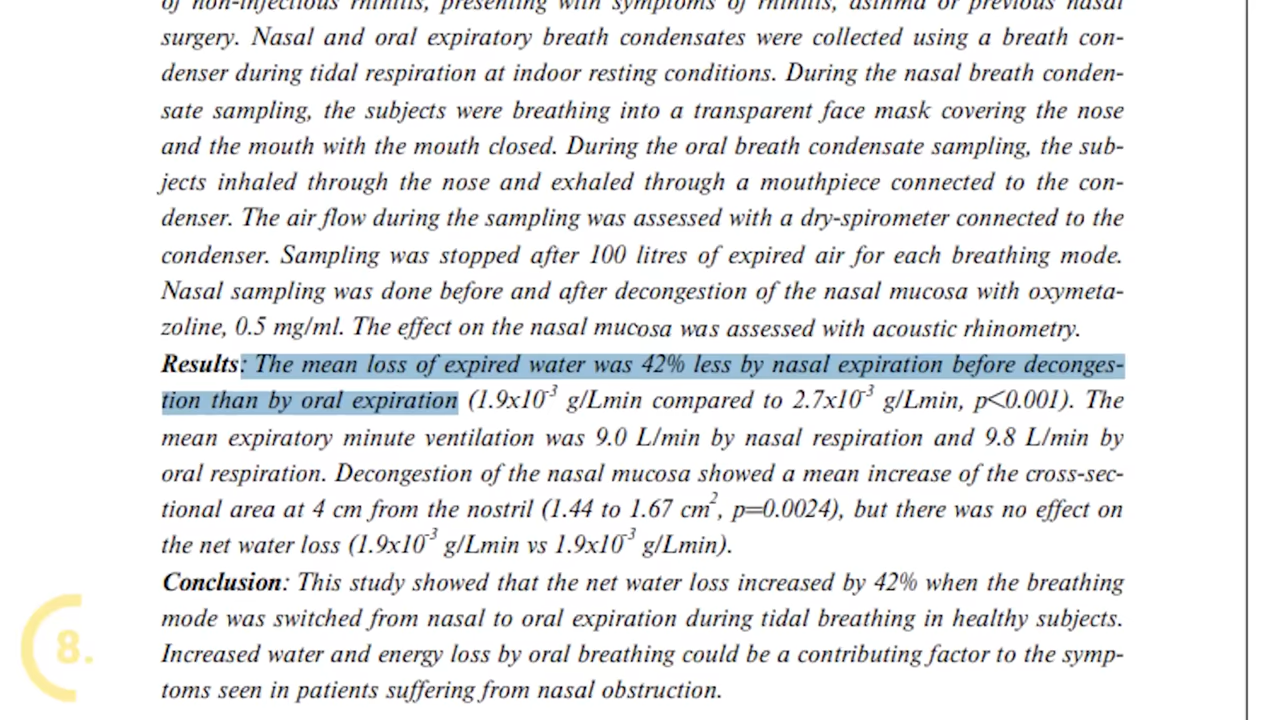 of non-infectious rhinitis, presenting with symptoms of rhinitis, asthma or previous nasal
surgery. Nasal and oral expiratory breath condensates were collected using a breath con-
denser during tidal respiration at indoor resting conditions. During the nasal breath conden-
sate sampling, the subjects were breathing into a transparent face mask covering the nose
and the mouth with the mouth closed. During the oral breath condensate sampling, the sub-
jects inhaled through the nose and exhaled through a mouthpiece connected to the con-
denser. The air flow during the sampling was assessed with a dry-spirometer connected to the
condenser. Sampling was stopped after 100 litres of expired air for each breathing mode.
Nasal sampling was done before and after decongestion of the nasal mucosa with oxymeta-
zoline, 0.5 mg/ml. The effect on the nasal mucosa was assessed with acoustic rhinometry.
Results: The mean loss of expired water was 42% less by nasal expiration before deconges-
tion than by oral expiration (1.9x10⁻³ g/Lmin compared to 2.7x10⁻³ g/Lmin, p<0.001). The
mean expiratory minute ventilation was 9.0 L/min by nasal respiration and 9.8 L/min by
oral respiration. Decongestion of the nasal mucosa showed a mean increase of the cross-sec-
tional area at 4 cm from the nostril (1.44 to 1.67 cm², p=0.0024), but there was no effect on
the net water loss (1.9x10⁻³ g/Lmin vs 1.9x10⁻³ g/Lmin).
Conclusion: This study showed that the net water loss increased by 42% when the breathing
mode was switched from nasal to oral expiration during tidal breathing in healthy subjects.
Increased water and energy loss by oral breathing could be a contributing factor to the symp-
toms seen in patients suffering from nasal obstruction.
8.